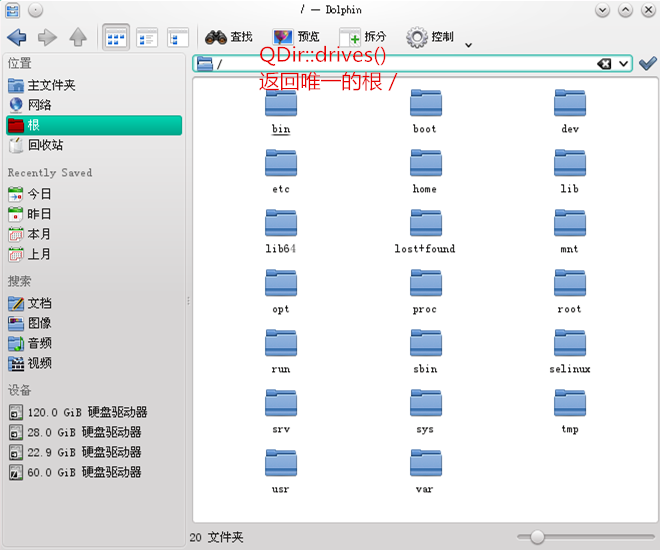 / — Dolphin
查找
预览
拆分
控制
QDir::drives()
返回唯一的根 /
/
位置
主文件夹
网络
根
回收站
Recently Saved
今日
昨日
本月
上月
搜索
文档
图像
音频
视频
设备
120.0 GiB 硬盘驱动器
28.0 GiB 硬盘驱动器
22.9 GiB 硬盘驱动器
60.0 GiB 硬盘驱动器
bin boot dev
etc home lib
lib64 lost+found mnt
opt proc root
run sbin selinux
srv sys tmp
usr var
20 文件夹